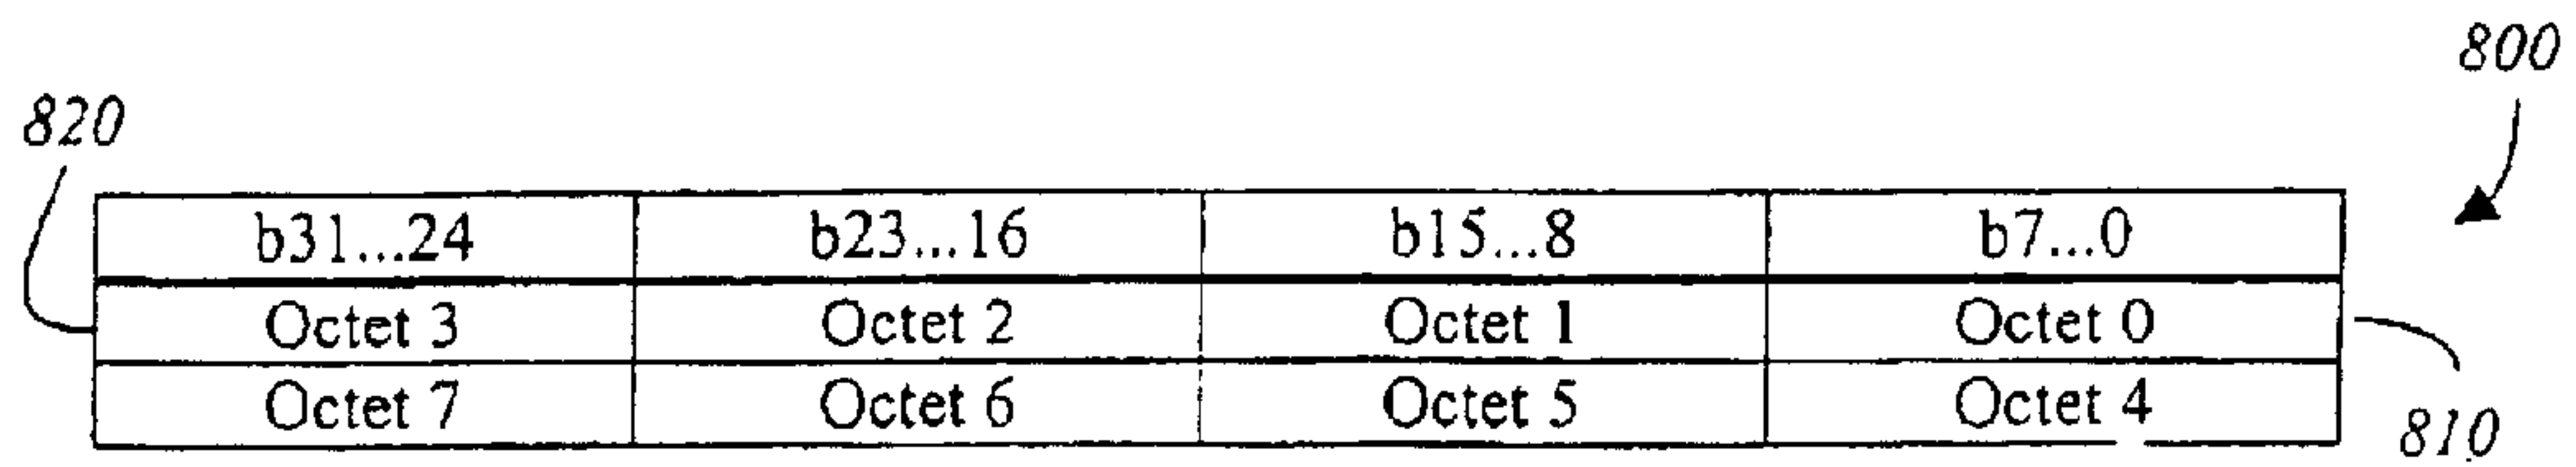 800
820
b31...24 b23...16 b15...8 b7...0
Octet 3 Octet 2 Octet 1 Octet 0
Octet 7 Octet 6 Octet 5 Octet 4
810